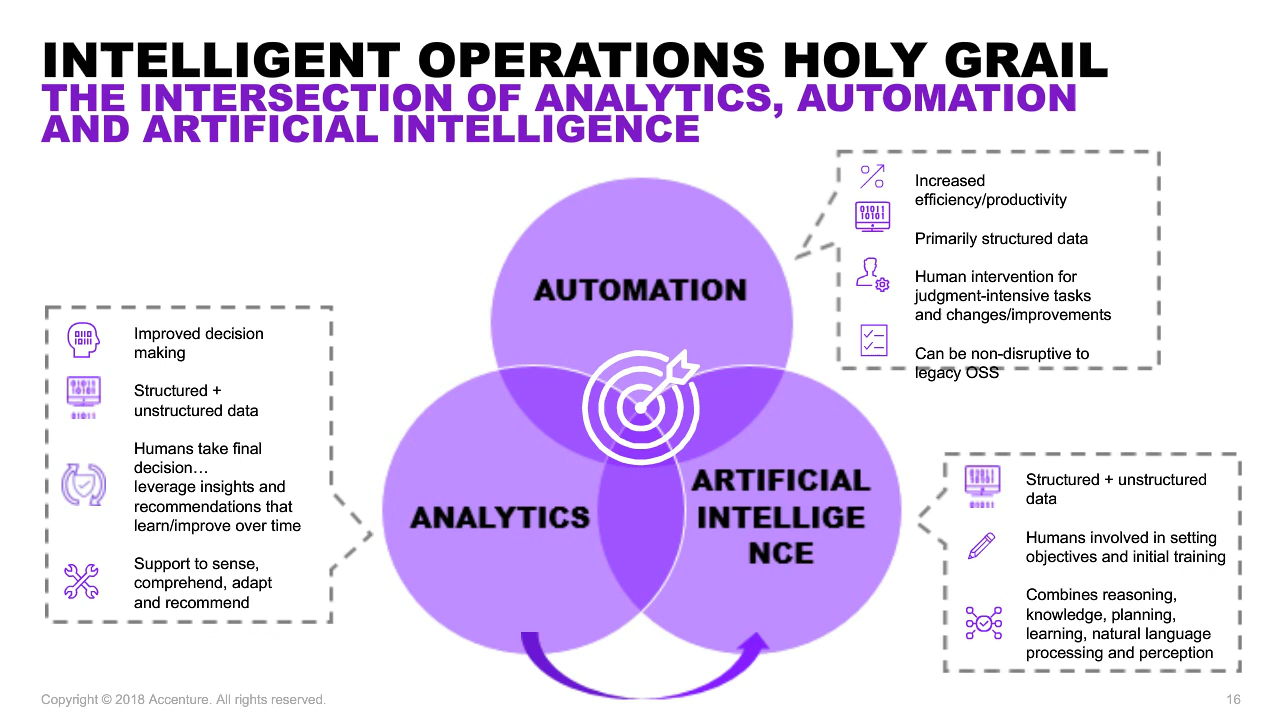 INTELLIGENT OPERATIONS HOLY GRAIL
THE INTERSECTION OF ANALYTICS, AUTOMATION
AND ARTIFICIAL INTELLIGENCE
Increased
efficiency/productivity
Primarily structured data
Human intervention for
judgment-intensive tasks
and changes/improvements
Can be non-disruptive to
legacy OSS
AUTOMATION
Improved decision
making
Structured +
unstructured data
Humans take final
decision…
leverage insights and
recommendations that
learn/improve over time
Support to sense,
comprehend, adapt
and recommend
ANALYTICS
ARTIFICIAL
INTELLIGE
NCE
Structured + unstructured
data
Humans involved in setting
objectives and initial training
Combines reasoning,
knowledge, planning,
learning, natural language
processing and perception
Copyright © 2018 Accenture. All rights reserved.
16